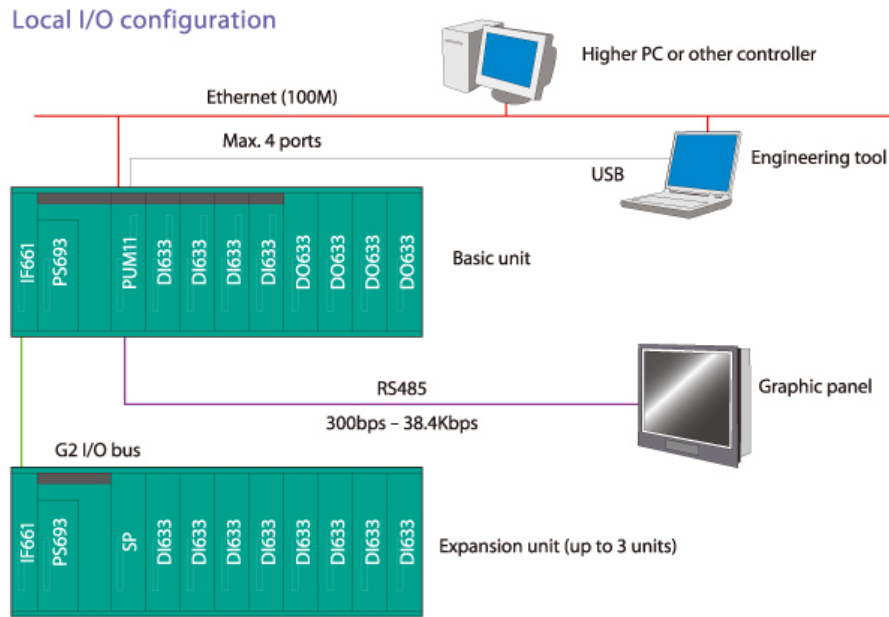 Local I/O configuration
Higher PC or other controller
Ethernet (100M)
Max. 4 ports
USB
Engineering tool
IF661
PS693
PUM11
DI633
DI633
DI633
DI633
DO633
DO633
DO633
DO633
Basic unit
RS485
300bps – 38.4Kbps
Graphic panel
G2 I/O bus
IF661
PS693
SP
DI633
DI633
DI633
DI633
DI633
DI633
DI633
DI633
Expansion unit (up to 3 units)